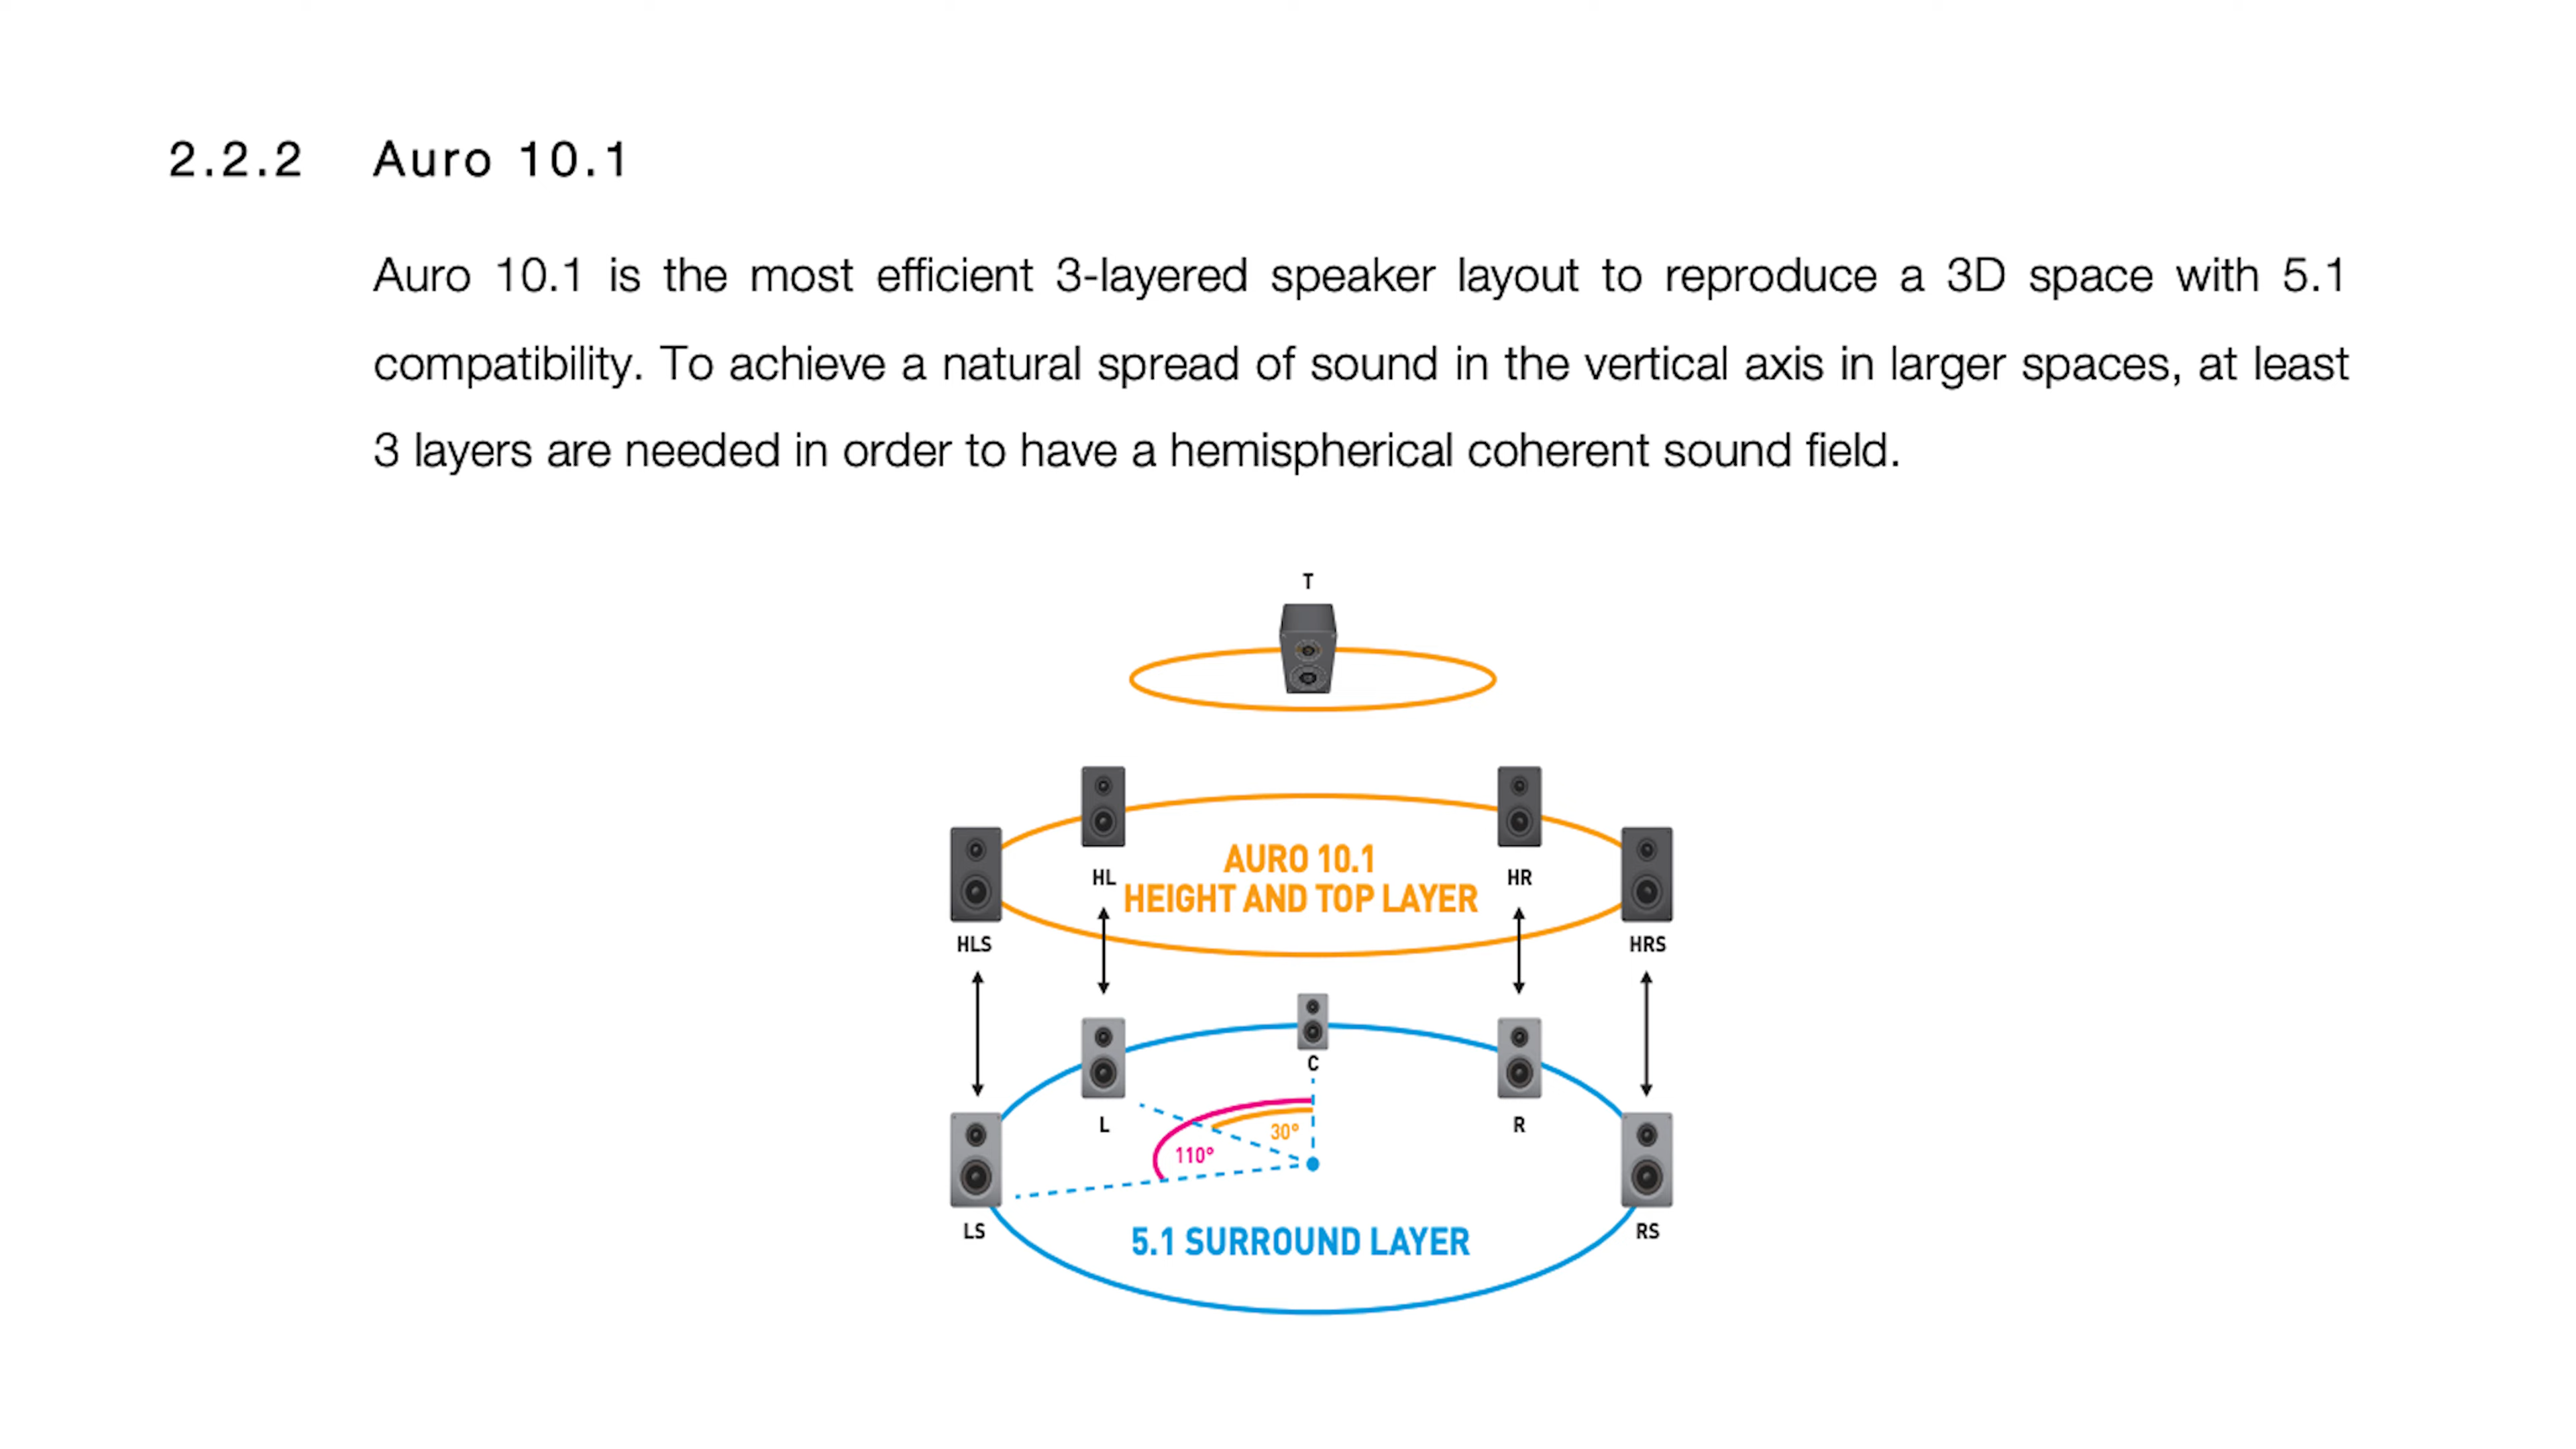 2.2.2 Auro 10.1
Auro 10.1 is the most efficient 3-layered speaker layout to reproduce a 3D space with 5.1
compatibility. To achieve a natural spread of sound in the vertical axis in larger spaces, at least
3 layers are needed in order to have a hemispherical coherent sound field.
T
AURO 10.1
HL HEIGHT AND TOP LAYER HR
HLS HRS
C
L 30° R
110°
LS 5.1 SURROUND LAYER RS